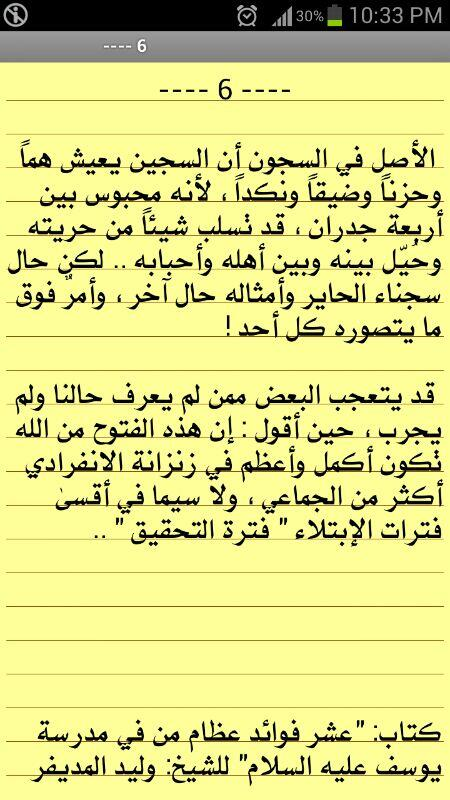 30% 10:33 PM
---- 6
---- 6 ----
الأصل في السجون أن السجين يعيش هماً
وحزناً وضيقاً ونكداً ، لأنه محبوس بين
أربعة جدران ، قد تسلب شيئاً من حريته
وحُيّل بينه وبين أهله وأحبابه .. لكن حال
سجناء الحاير وأمثاله حال آخر ، وأمرٌ فوق
ما يتصوره كل أحد !
قد يتعجب البعض ممن لم يعرف حالنا ولم
يجرب ، حين أقول : إن هذه الفتوح من الله
تكون أكمل وأعظم في زنزانة الانفرادي
أكثر من الجماعي ، ولا سيما في أقسىٰ
فترات الإبتلاء " فترة التحقيق " ..
كتاب: "عشر فوائد عظام من في مدرسة
يوسف عليه السلام" للشيخ: وليد المديفر